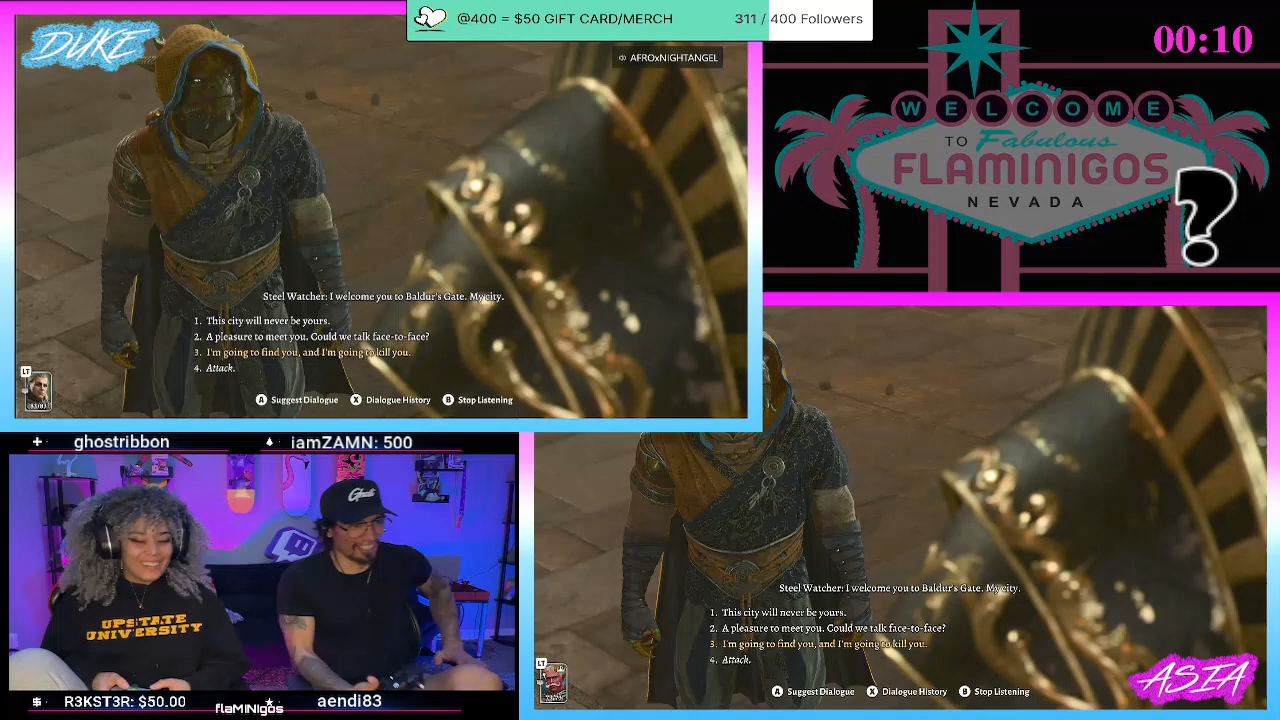 @400 = $50 GIFT CARD/MERCH 311 / 400 Followers
DUKE
AFROxNIGHTANGEL
00:10
WELCOME
TO Fabulous
FLAMINIGOS
NEVADA
?
Steel Watcher: I welcome you to Baldur's Gate. My city.
1. This city will never be yours.
2. A pleasure to meet you. Could we talk face-to-face?
3. I'm going to find you, and I'm going to kill you.
4. Attack.
LT
83/83
A Suggest Dialogue X Dialogue History B Stop Listening
ghostribbon iamZAMN: 500
UPSTATE
UNIVERSITY
R3KST3R: $50.00 flaMINIgos aendi83
Steel Watcher: I welcome you to Baldur's Gate. My city.
1. This city will never be yours.
2. A pleasure to meet you. Could we talk face-to-face?
3. I'm going to find you, and I'm going to kill you.
4. Attack.
LT
A Suggest Dialogue X Dialogue History B Stop Listening
ASIA